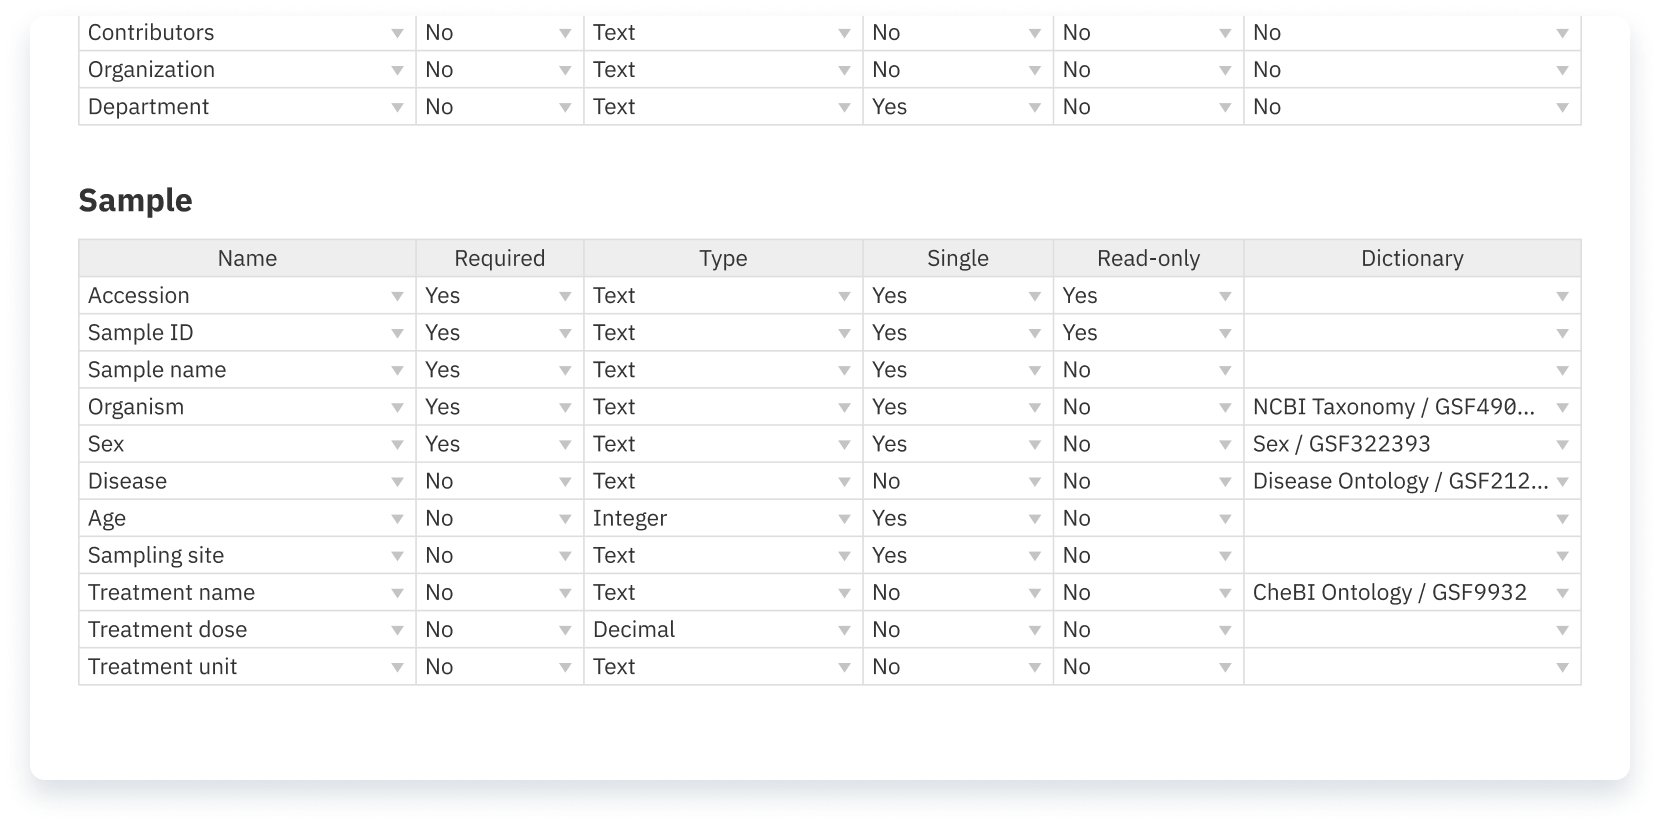 Contributors No Text No No No
Organization No Text No No No
Department No Text Yes No No
Sample
Name Required Type Single Read-only Dictionary
Accession Yes Text Yes Yes
Sample ID Yes Text Yes Yes
Sample name Yes Text Yes No
Organism Yes Text Yes No NCBI Taxonomy / GSF490...
Sex Yes Text Yes No Sex / GSF322393
Disease No Text No No Disease Ontology / GSF212...
Age No Integer Yes No
Sampling site No Text Yes No
Treatment name No Text No No CheBI Ontology / GSF9932
Treatment dose No Decimal No No
Treatment unit No Text No No